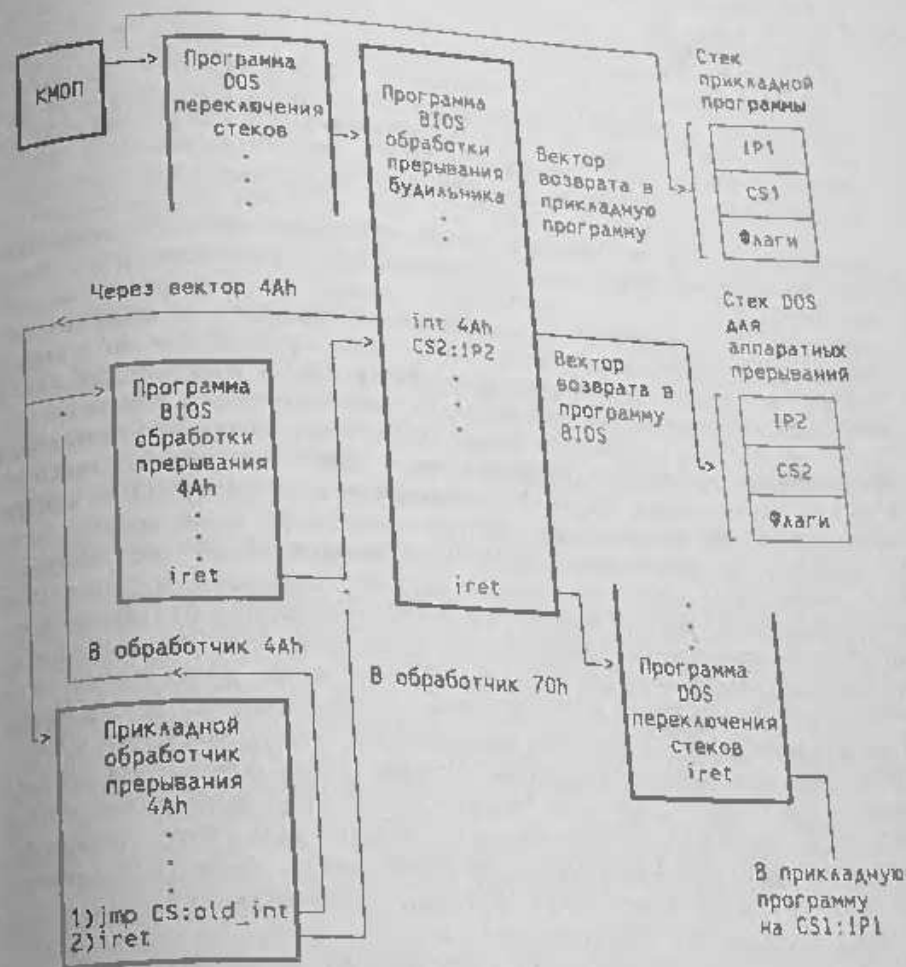 КМОП
Программа
DOS
переключения
стеков
Программа
BIOS
обработки
прерывания
будильника
Вектор
возврата в
прикладную
программу
Стек
прикладной
программы
IP1
CS1
Флаги
Через вектор 4Ah
int 4Ah
CS2:IP2
Вектор
возврата в
программу
BIOS
Стек DOS
для
аппаратных
прерываний
IP2
CS2
Флаги
Программа
BIOS
обработки
прерывания
4Ah
iret
iret
В обработчик 4Ah
В обработчик 70h
Программа
DOS
переключения
стеков
iret
Прикладной
обработчик
прерывания
4Ah
1)jmp CS:old_int
2)iret
В прикладную
программу
на CS1:IP1